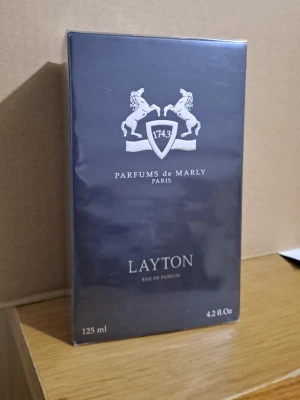 1743
PARFUMS de MARLY
PARIS
LAYTON
EAU DE PARFUM
125 ml
4.2 fl.Oz